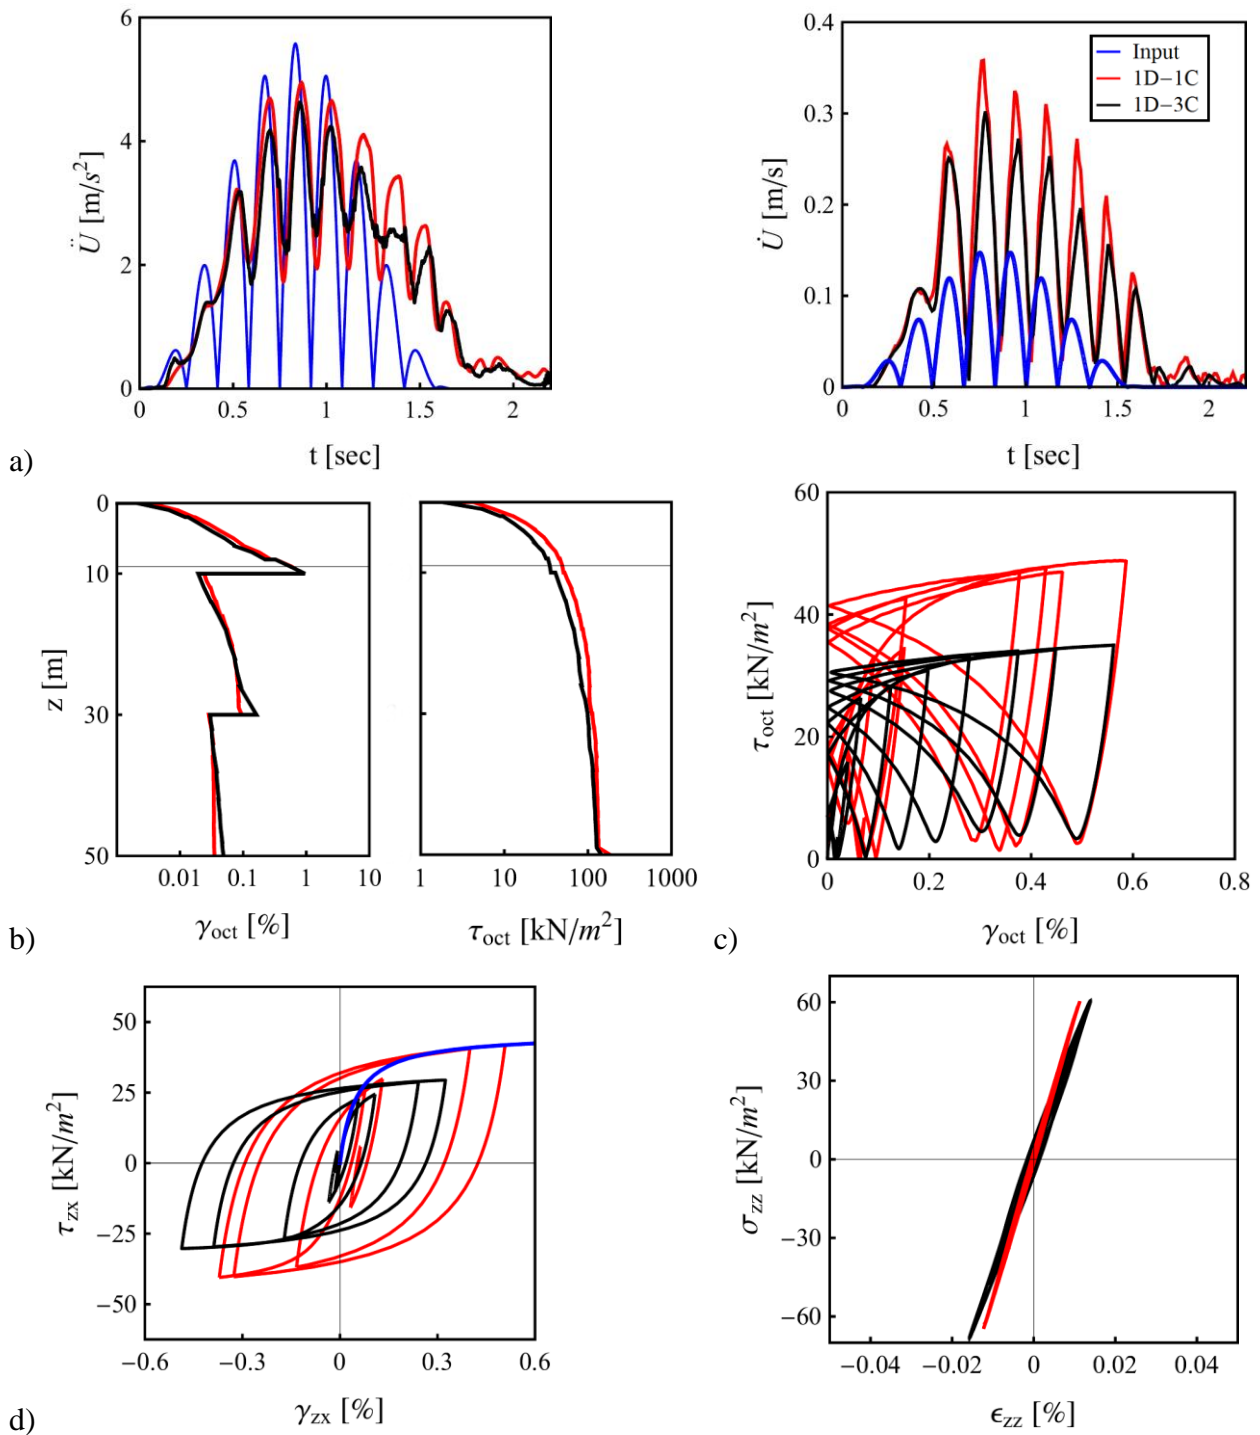 6
4
2
0
Ü [m/s²]
0 0.5 1 1.5 2
t [sec]
0.4
0.3
0.2
0.1
0
U̇ [m/s]
Input
1D−1C
1D−3C
0 0.5 1 1.5 2
t [sec]
a)
0
10
30
50
z [m]
0.01 0.1 1 10
γoct [%]
1 10 100 1000
τoct [kN/m²]
b)
60
40
20
0
τoct [kN/m²]
0 0.2 0.4 0.6 0.8
γoct [%]
c)
50
25
0
−25
−50
τzx [kN/m²]
−0.6 −0.3 0 0.3 0.6
γzx [%]
60
30
0
−30
−60
σzz [kN/m²]
−0.04 −0.02 0 0.02 0.04
ϵzz [%]
d)